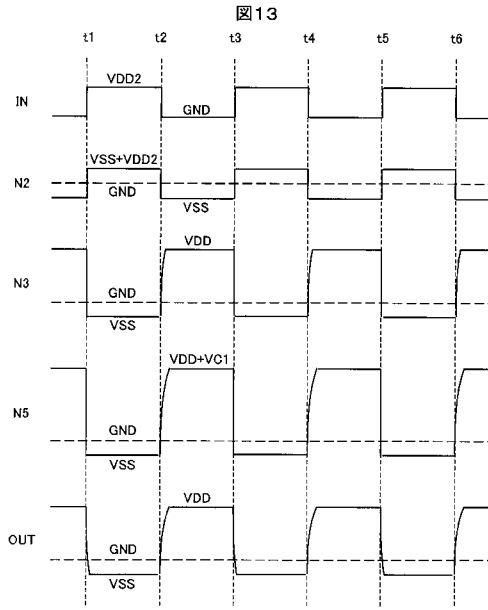 図13
t1 t2 t3 t4 t5 t6
VDD2
IN
GND
VSS+VDD2
N2
GND
VSS
VDD
N3
GND
VSS
VDD+VC1
N5
GND
VSS
VDD
OUT
GND
VSS